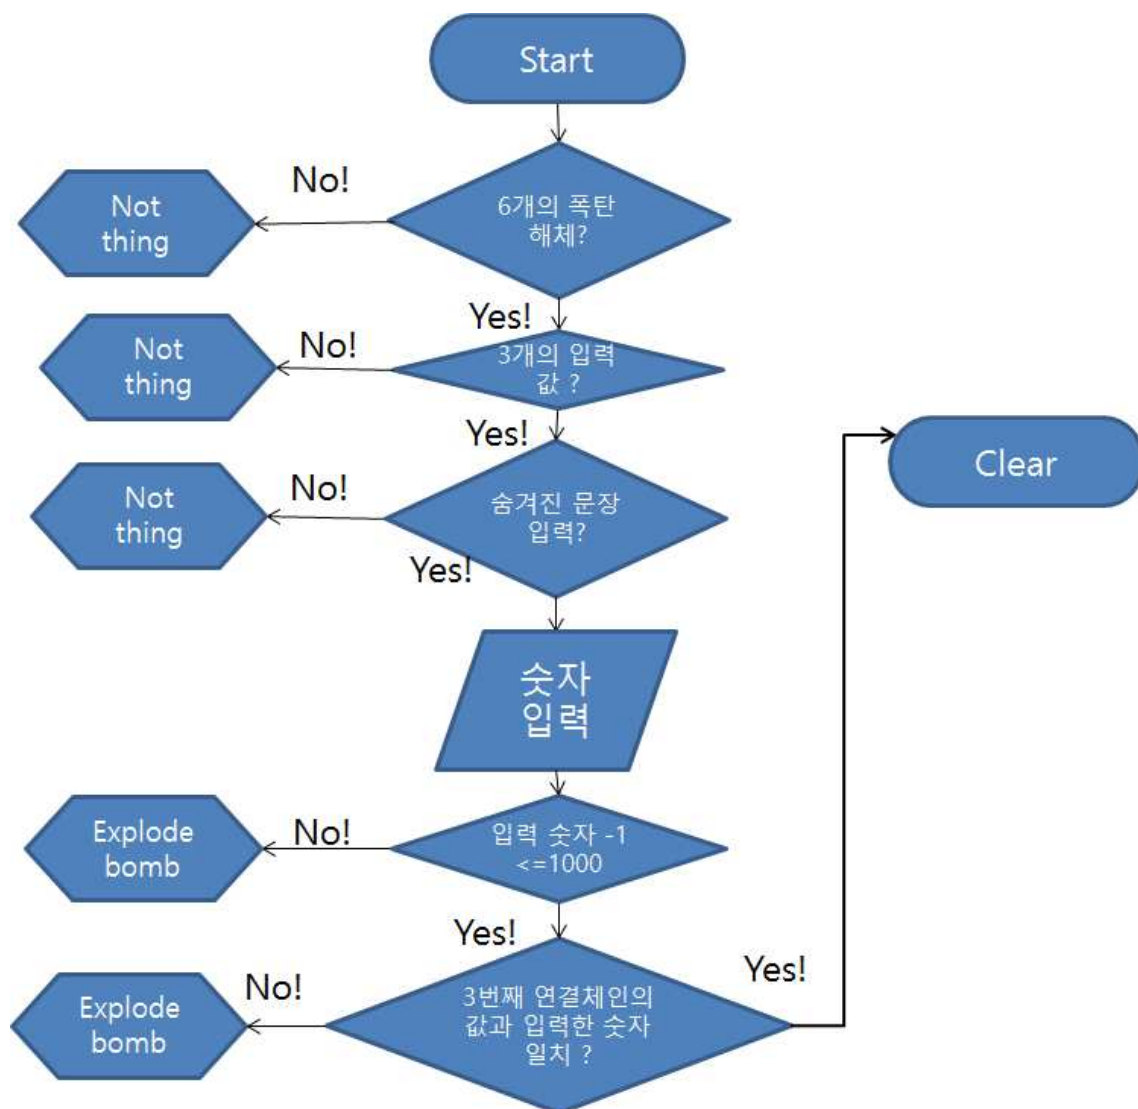 Start
No!
6개의 폭탄
해체?
Not
thing
Yes!
No!
3개의 입력
값 ?
Not
thing
Yes!
No!
숨겨진 문장
입력?
Not
thing
Clear
Yes!
숫자
입력
No!
입력 숫자 -1
<=1000
Explode
bomb
Yes!
Yes!
No!
3번째 연결체인의
값과 입력한 숫자
일치 ?
Explode
bomb